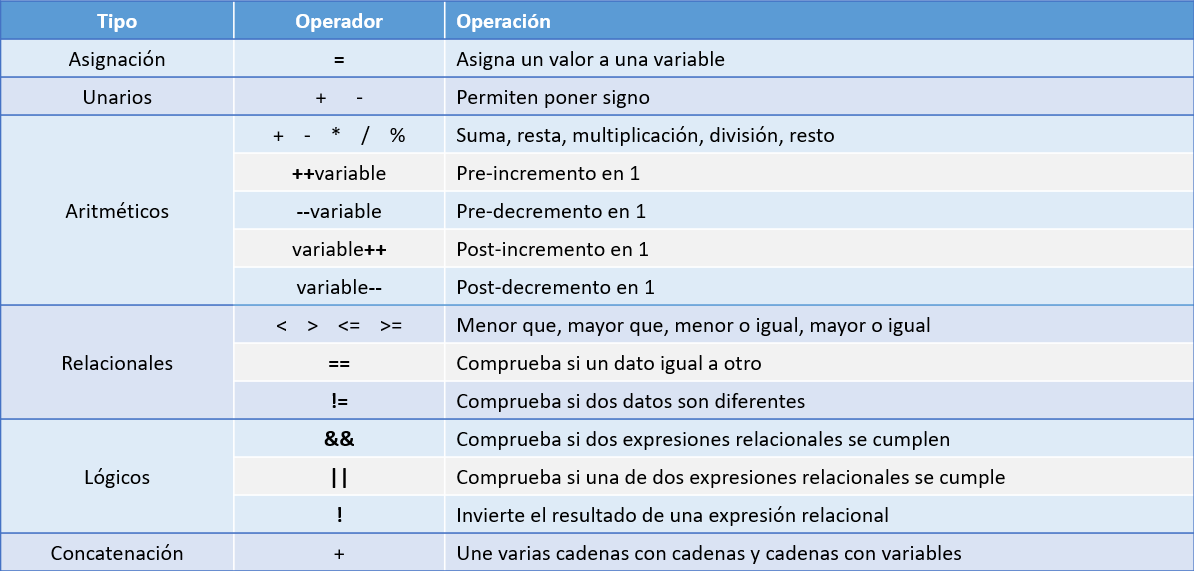 Tipo Operador Operación
Asignación = Asigna un valor a una variable
Unarios + - Permiten poner signo
+ - * / % Suma, resta, multiplicación, división, resto
++variable Pre-incremento en 1
Aritméticos --variable Pre-decremento en 1
variable++ Post-incremento en 1
variable-- Post-decremento en 1
< > <= >= Menor que, mayor que, menor o igual, mayor o igual
Relacionales == Comprueba si un dato igual a otro
!= Comprueba si dos datos son diferentes
&& Comprueba si dos expresiones relacionales se cumplen
Lógicos || Comprueba si una de dos expresiones relacionales se cumple
! Invierte el resultado de una expresión relacional
Concatenación + Une varias cadenas con cadenas y cadenas con variables